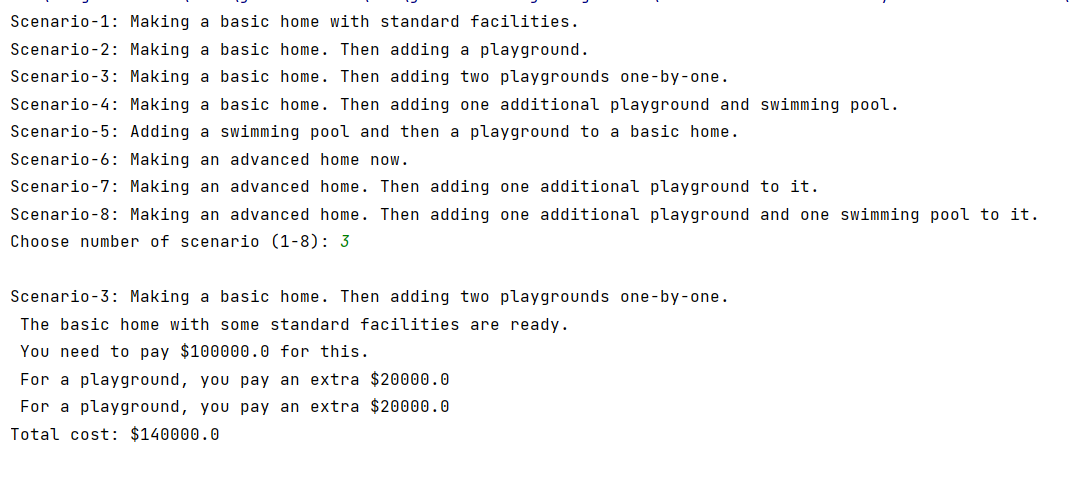 Scenario-1: Making a basic home with standard facilities.
Scenario-2: Making a basic home. Then adding a playground.
Scenario-3: Making a basic home. Then adding two playgrounds one-by-one.
Scenario-4: Making a basic home. Then adding one additional playground and swimming pool.
Scenario-5: Adding a swimming pool and then a playground to a basic home.
Scenario-6: Making an advanced home now.
Scenario-7: Making an advanced home. Then adding one additional playground to it.
Scenario-8: Making an advanced home. Then adding one additional playground and one swimming pool to it.
Choose number of scenario (1-8): 3
Scenario-3: Making a basic home. Then adding two playgrounds one-by-one.
The basic home with some standard facilities are ready.
You need to pay $100000.0 for this.
For a playground, you pay an extra $20000.0
For a playground, you pay an extra $20000.0
Total cost: $140000.0